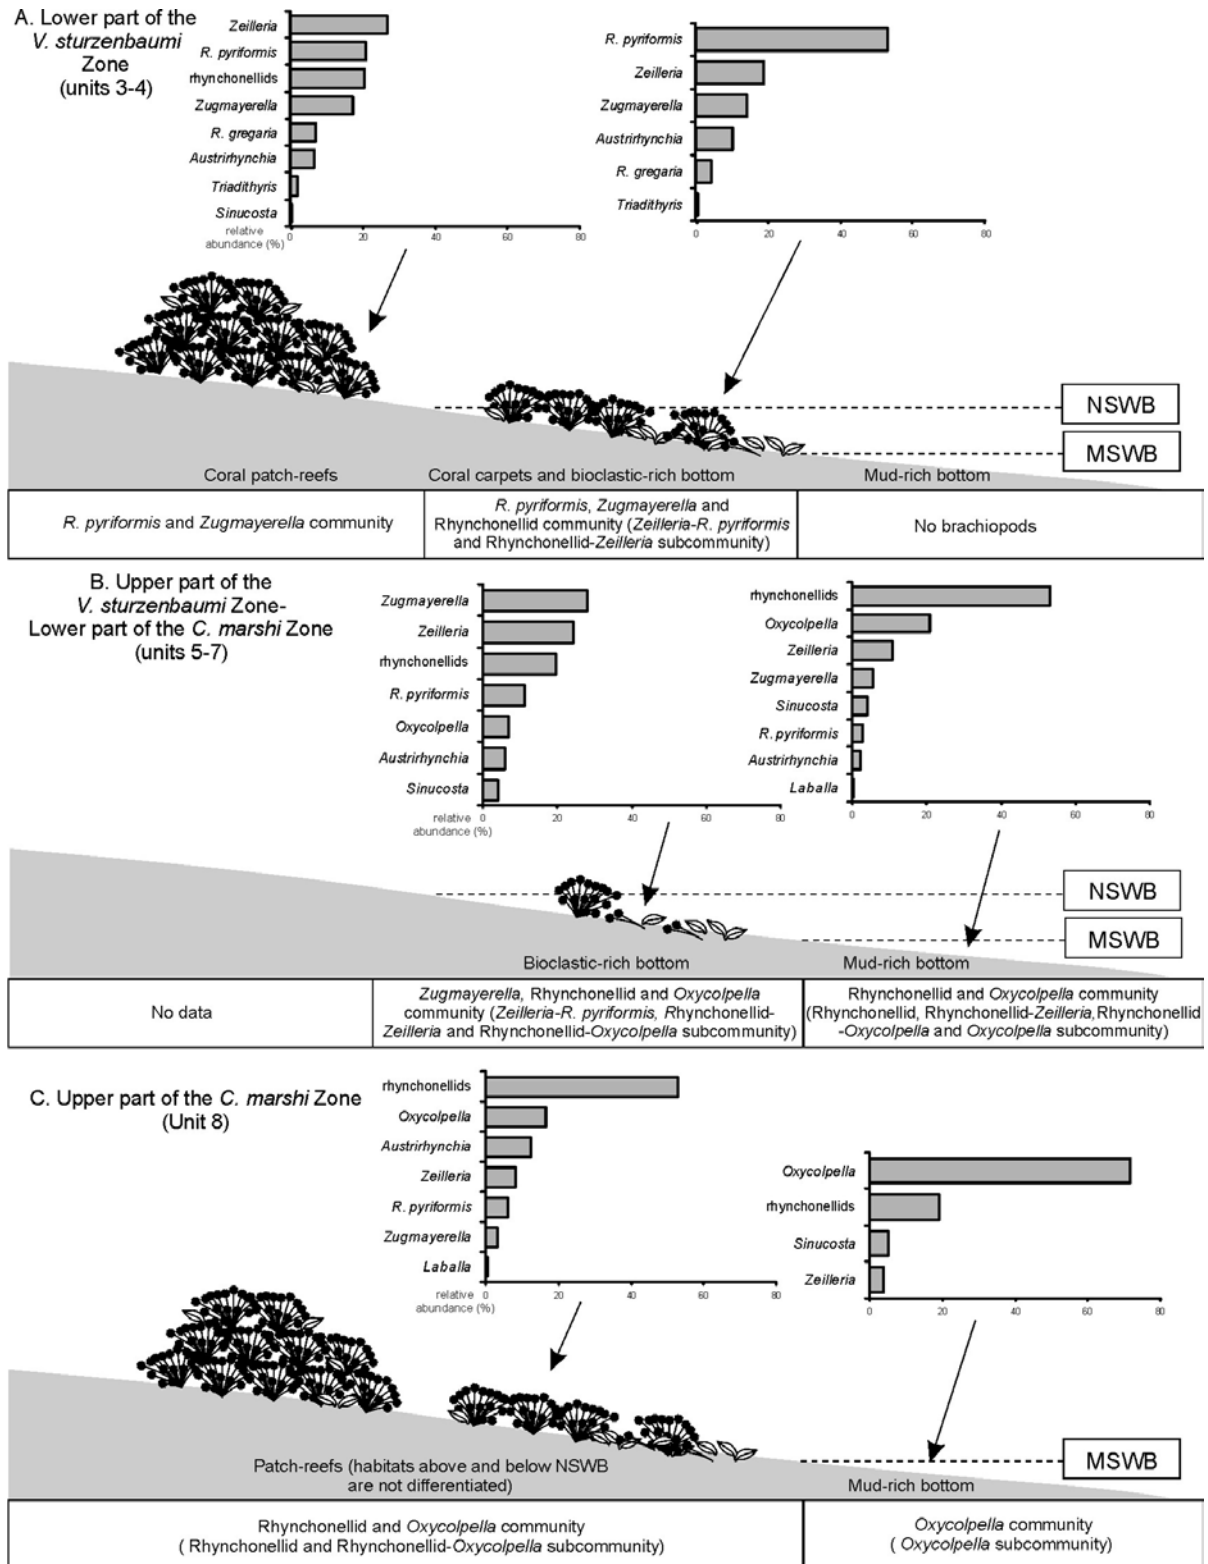 A. Lower part of the
V. sturzenbaumi
Zone
(units 3-4)
Zeilleria
R. pyriformis
rhynchonellids
Zugmayerella
R. gregaria
Austrirhynchia
Triadithyris
Sinucosta
relative
abundance (%)
0 20 40 60 80
R. pyriformis
Zeilleria
Zugmayerella
Austrirhynchia
R. gregaria
Triadithyris
0 20 40 60 80
NSWB
MSWB
Coral patch-reefs
Coral carpets and bioclastic-rich bottom
Mud-rich bottom
R. pyriformis and Zugmayerella community
R. pyriformis, Zugmayerella and
Rhynchonellid community (Zeilleria-R. pyriformis
and Rhynchonellid-Zeilleria subcommunity)
No brachiopods
B. Upper part of the
V. sturzenbaumi Zone-
Lower part of the C. marshi Zone
(units 5-7)
Zugmayerella
Zeilleria
rhynchonellids
R. pyriformis
Oxycolpella
Austrirhynchia
Sinucosta
relative
abundance (%)
0 20 40 60 80
rhynchonellids
Oxycolpella
Zeilleria
Zugmayerella
Sinucosta
R. pyriformis
Austrirhynchia
Laballa
0 20 40 60 80
NSWB
MSWB
Bioclastic-rich bottom
Mud-rich bottom
No data
Zugmayerella, Rhynchonellid and Oxycolpella
community (Zeilleria-R. pyriformis, Rhynchonellid-
Zeilleria and Rhynchonellid-Oxycolpella subcommunity)
Rhynchonellid and Oxycolpella community
(Rhynchonellid, Rhynchonellid-Zeilleria, Rhynchonellid
-Oxycolpella and Oxycolpella subcommunity)
C. Upper part of the C. marshi Zone
(Unit 8)
rhynchonellids
Oxycolpella
Austrirhynchia
Zeilleria
R. pyriformis
Zugmayerella
Laballa
relative
abundance (%)
0 20 40 60 80
Oxycolpella
rhynchonellids
Sinucosta
Zeilleria
0 20 40 60 80
MSWB
Patch-reefs (habitats above and below NSWB
are not differentiated)
Mud-rich bottom
Rhynchonellid and Oxycolpella community
( Rhynchonellid and Rhynchonellid-Oxycolpella subcommunity)
Oxycolpella community
( Oxycolpella subcommunity)